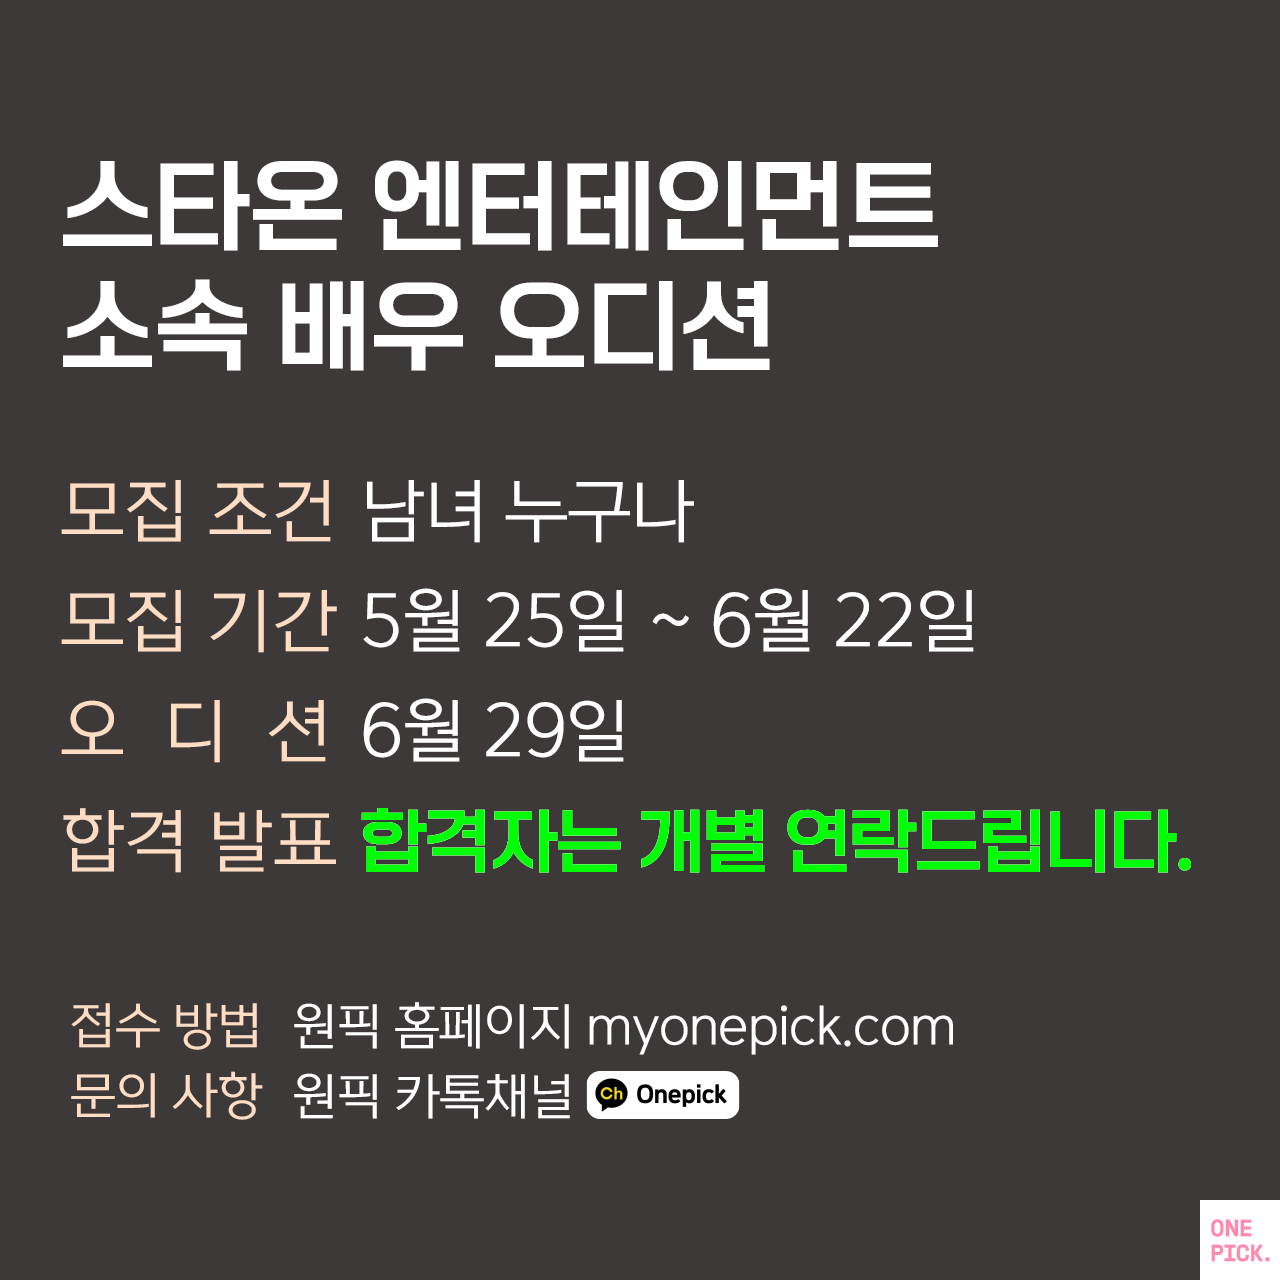 스타온 엔터테인먼트
소속 배우 오디션
모집 조건 남녀 누구나
모집 기간 5월 25일 ~ 6월 22일
오 디 션 6월 29일
합격 발표 합격자는 개별 연락드립니다.
접수 방법 원픽 홈페이지 myonepick.com
문의 사항 원픽 카톡채널 Ch Onepick
ONE
PICK.